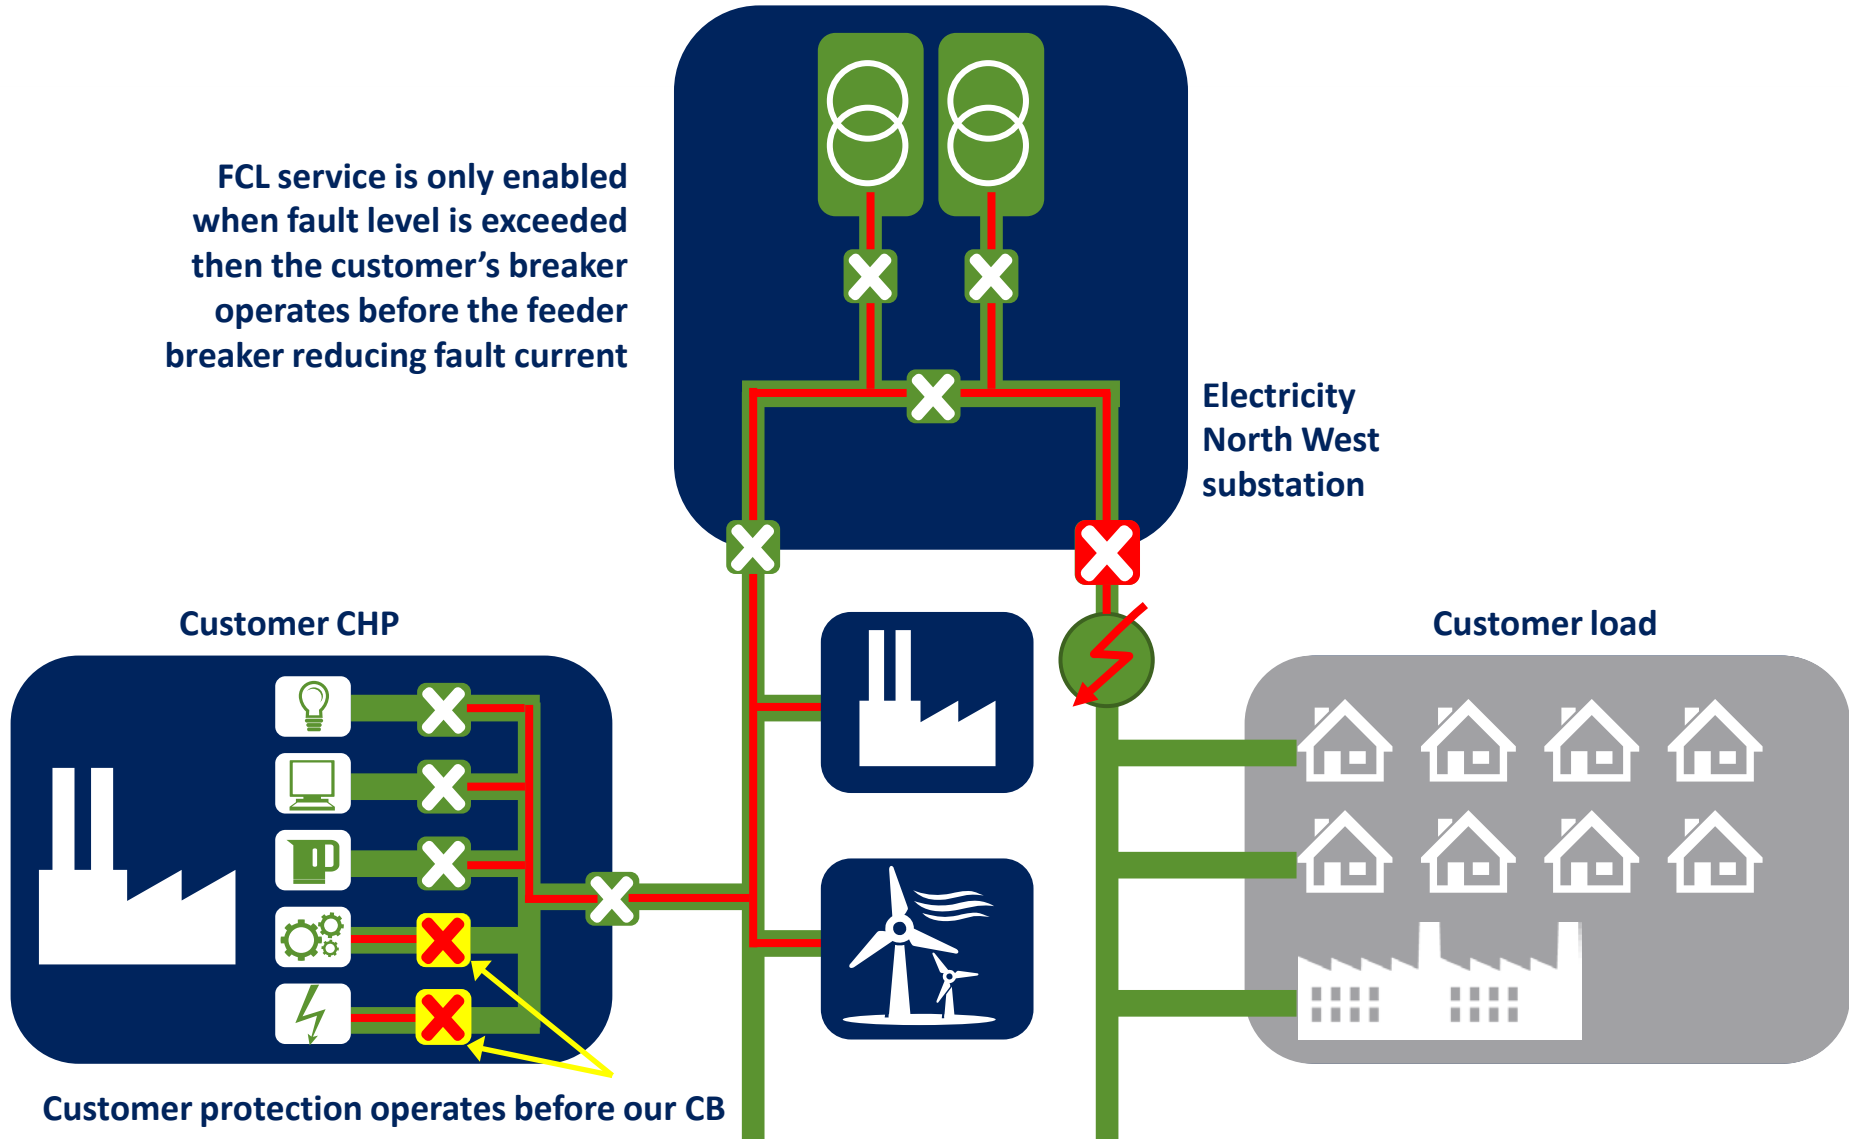 FCL service is only enabled
when fault level is exceeded
then the customer's breaker
operates before the feeder
breaker reducing fault current
Electricity
North West
substation
Customer CHP
Customer load
Customer protection operates before our CB